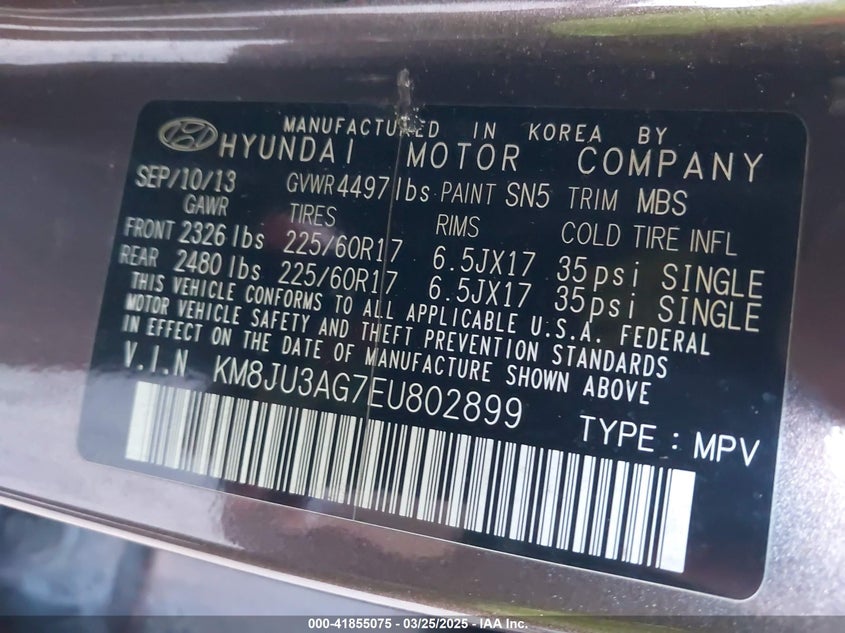 MANUFACTURED IN KOREA BY
HYUNDAI MOTOR COMPANY
SEP/10/13 GVWR 4497 lbs PAINT SN5 TRIM MBS
GAWR TIRES RIMS COLD TIRE INFL
FRONT 2326 lbs 225/60R17 6.5JX17 35psi SINGLE
REAR 2480 lbs 225/60R17 6.5JX17 35psi SINGLE
THIS VEHICLE CONFORMS TO ALL APPLICABLE U.S.A. FEDERAL
MOTOR VEHICLE SAFETY AND THEFT PREVENTION STANDARDS
IN EFFECT ON THE DATE OF MANUFACTURE SHOWN ABOVE
V.I.N KM8JU3AG7EU802899
TYPE : MPV
000-41855075 - 03/25/2025 - IAA Inc.